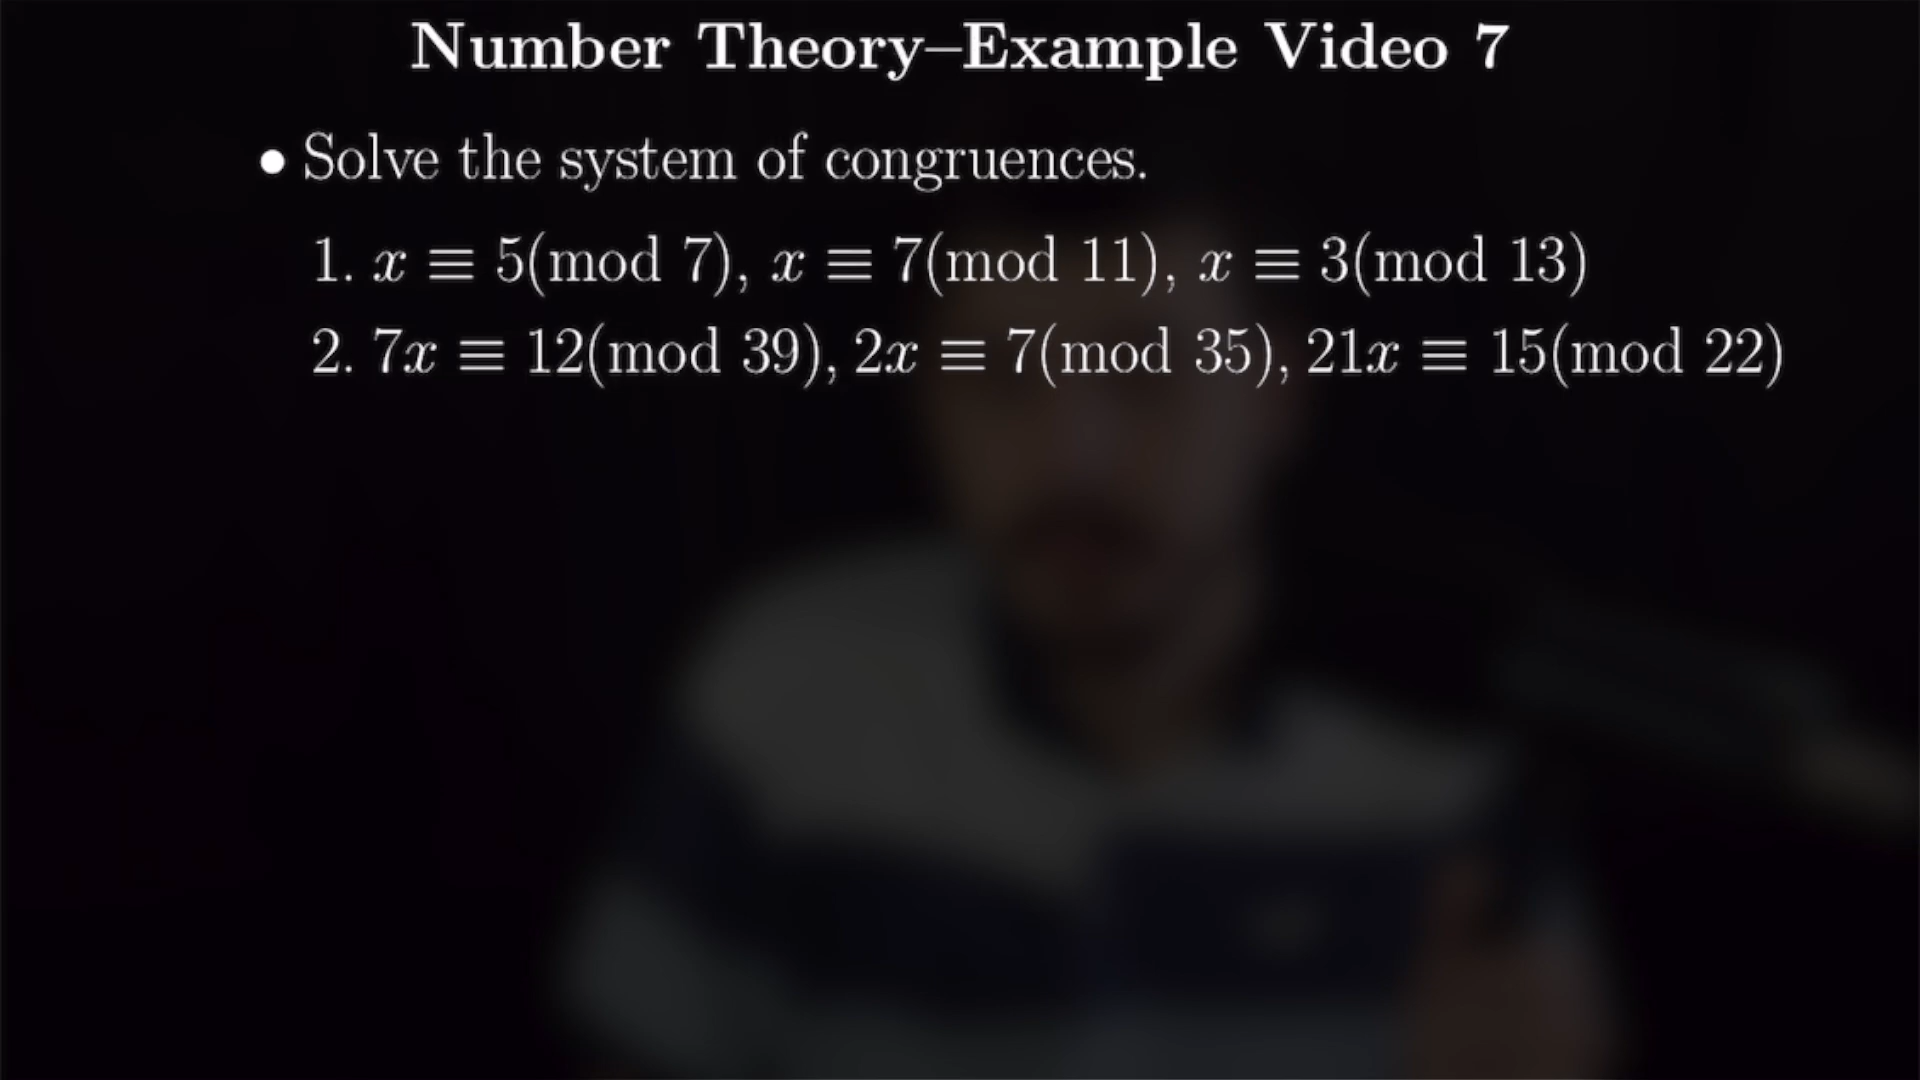 Number Theory–Example Video 7
• Solve the system of congruences.
1. x ≡ 5(mod 7), x ≡ 7(mod 11), x ≡ 3(mod 13)
2. 7x ≡ 12(mod 39), 2x ≡ 7(mod 35), 21x ≡ 15(mod 22)